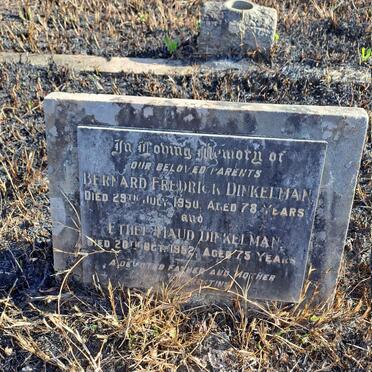 In Loving Memory of
OUR BELOVED PARENTS
BERNARD FREDRICK DINKELMAN
DIED 29TH JULY, 1950, AGED 78 YEARS
and
ETHEL MAUD DINKELMAN
DIED 20TH OCT. 1952, AGED 75 YEARS
A DEVOTED FATHER AND MOTHER